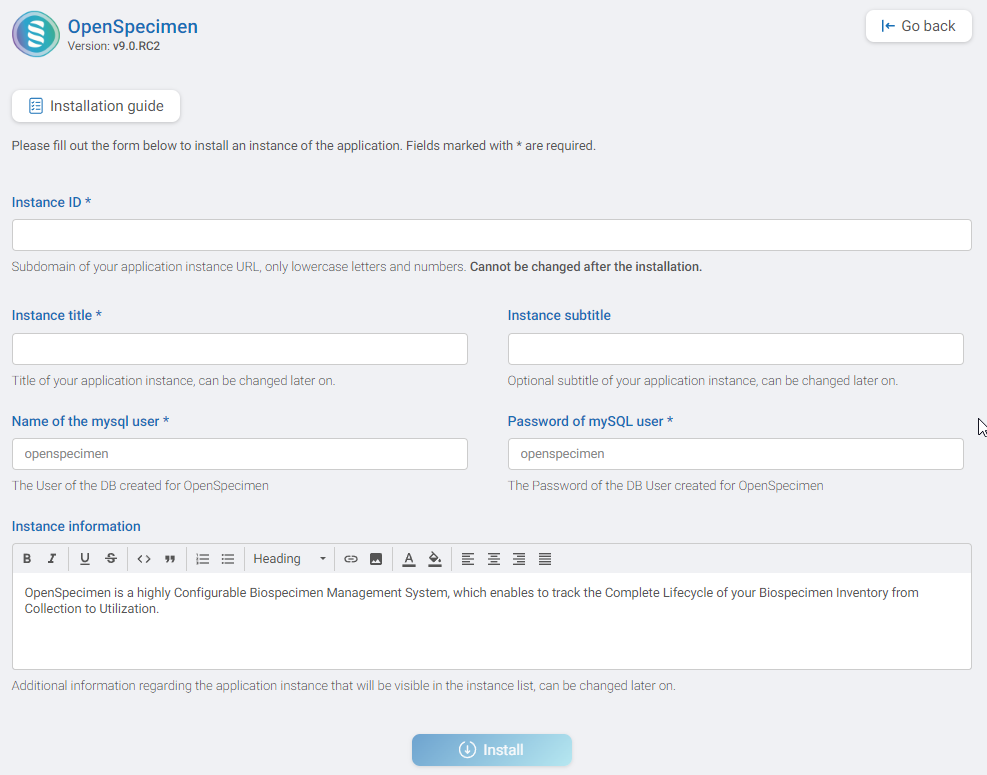 OpenSpecimen
Version: v9.0.RC2
Go back
Installation guide
Please fill out the form below to install an instance of the application. Fields marked with * are required.
Instance ID *
Subdomain of your application instance URL, only lowercase letters and numbers. Cannot be changed after the installation.
Instance title *
Title of your application instance, can be changed later on.
Instance subtitle
Optional subtitle of your application instance, can be changed later on.
Name of the mysql user *
openspecimen
The User of the DB created for OpenSpecimen
Password of mySQL user *
openspecimen
The Password of the DB User created for OpenSpecimen
Instance information
B I U S Heading A
OpenSpecimen is a highly Configurable Biospecimen Management System, which enables to track the Complete Lifecycle of your Biospecimen Inventory from
Collection to Utilization.
Additional information regarding the application instance that will be visible in the instance list, can be changed later on.
Install